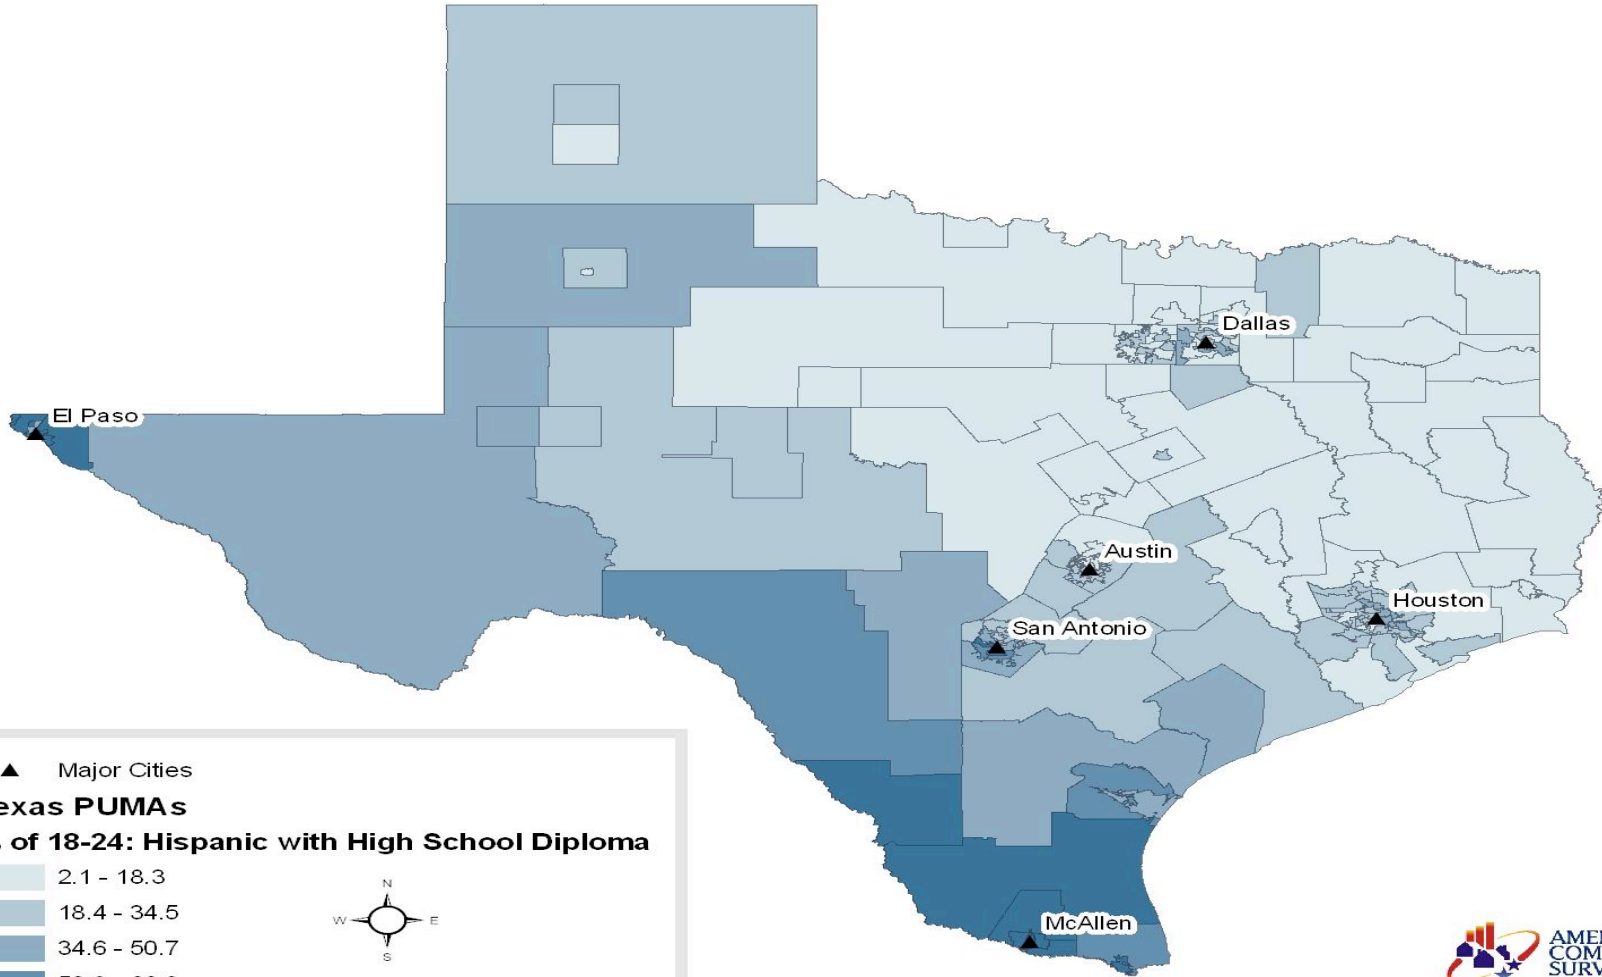 Dallas
El Paso
Austin
Houston
San Antonio
McAllen
Major Cities
exas PUMAs
of 18-24: Hispanic with High School Diploma
2.1 - 18.3
18.4 - 34.5
34.6 - 50.7
N
W E
S
AME
COM
SURV